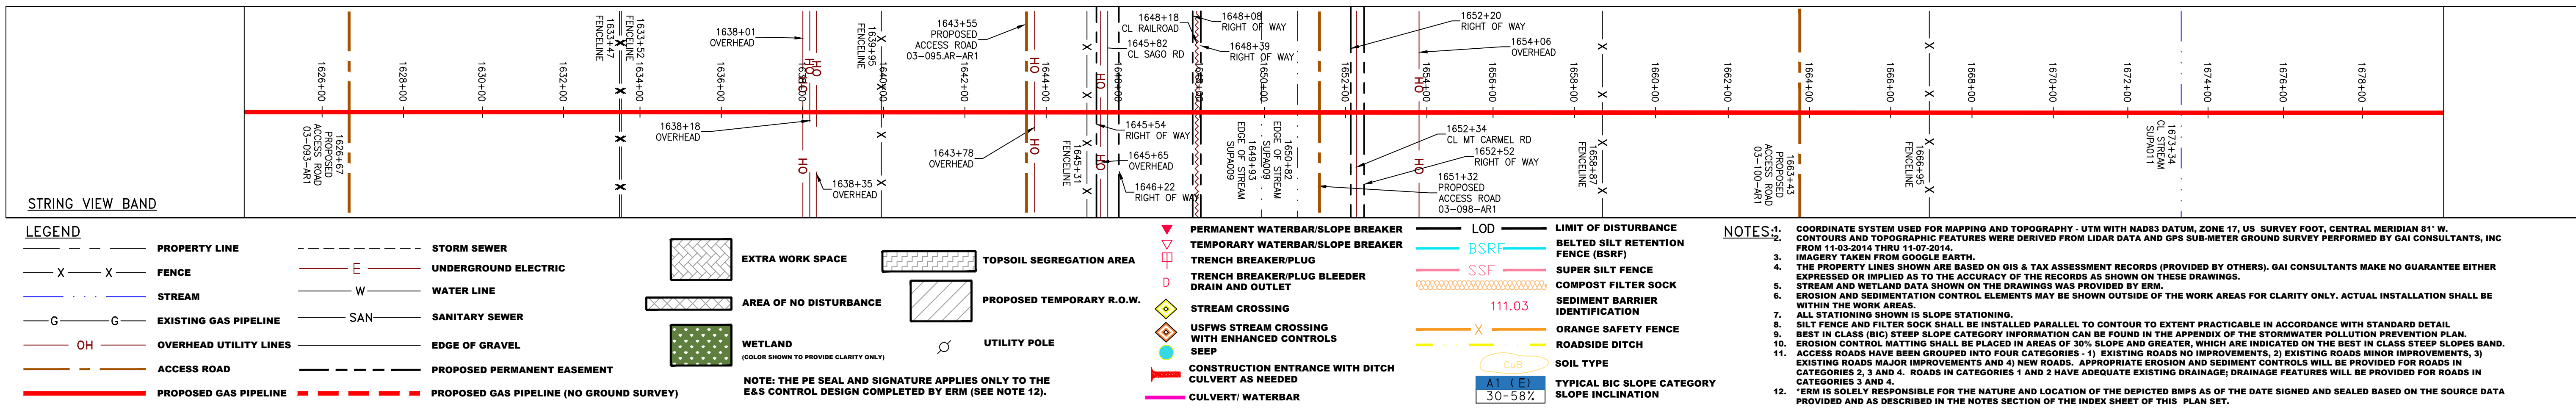 1626+00
1628+00
1630+00
1632+00
1634+00
1636+00
1638+00
1640+00
1642+00
1644+00
1646+00
1648+00
1650+00
1652+00
1654+00
1656+00
1658+00
1660+00
1662+00
1664+00
1666+00
1668+00
1670+00
1672+00
1674+00
1676+00
1678+00
1626+67
PROPOSED
ACCESS ROAD
03-093-AR1
1633+47
FENCELINE
1633+52
FENCELINE
1638+01
OVERHEAD
1638+18
OVERHEAD
1638+35
OVERHEAD
1639+95
FENCELINE
1643+55
PROPOSED
ACCESS ROAD
03-095.AR-AR1
1643+78
OVERHEAD
1645+31
FENCELINE
1645+82
CL SAGO RD
1645+54
RIGHT OF WAY
1645+65
OVERHEAD
1646+22
RIGHT OF WAY
1648+18
CL RAILROAD
1648+08
RIGHT OF WAY
1648+39
RIGHT OF WAY
1649+93
EDGE OF STREAM
SUPA009
1650+82
EDGE OF STREAM
SUPA009
1651+32
PROPOSED
ACCESS ROAD
03-098-AR1
1652+20
RIGHT OF WAY
1652+34
CL MT CARMEL RD
1652+52
RIGHT OF WAY
1654+06
OVERHEAD
1658+87
FENCELINE
1663+43
PROPOSED
ACCESS ROAD
03-100-AR1
1666+95
FENCELINE
1673+34
CL STREAM
SUPA011
STRING VIEW BAND
LEGEND
PROPERTY LINE
X X FENCE
STREAM
G G EXISTING GAS PIPELINE
OH OVERHEAD UTILITY LINES
ACCESS ROAD
PROPOSED GAS PIPELINE
STORM SEWER
E UNDERGROUND ELECTRIC
W WATER LINE
SAN SANITARY SEWER
EDGE OF GRAVEL
PROPOSED PERMANENT EASEMENT
PROPOSED GAS PIPELINE (NO GROUND SURVEY)
EXTRA WORK SPACE
AREA OF NO DISTURBANCE
WETLAND
(COLOR SHOWN TO PROVIDE CLARITY ONLY)
TOPSOIL SEGREGATION AREA
PROPOSED TEMPORARY R.O.W.
UTILITY POLE
NOTE: THE PE SEAL AND SIGNATURE APPLIES ONLY TO THE
E&S CONTROL DESIGN COMPLETED BY ERM (SEE NOTE 12).
PERMANENT WATERBAR/SLOPE BREAKER
TEMPORARY WATERBAR/SLOPE BREAKER
TRENCH BREAKER/PLUG
D TRENCH BREAKER/PLUG BLEEDER
DRAIN AND OUTLET
STREAM CROSSING
USFWS STREAM CROSSING
WITH ENHANCED CONTROLS
SEEP
CONSTRUCTION ENTRANCE WITH DITCH
CULVERT AS NEEDED
CULVERT/ WATERBAR
LOD LIMIT OF DISTURBANCE
BSRF BELTED SILT RETENTION
FENCE (BSRF)
SSF SUPER SILT FENCE
COMPOST FILTER SOCK
111.03 SEDIMENT BARRIER
IDENTIFICATION
X ORANGE SAFETY FENCE
ROADSIDE DITCH
CuB SOIL TYPE
A1 (E) TYPICAL BIC SLOPE CATEGORY
30-58% SLOPE INCLINATION
NOTES:
1. COORDINATE SYSTEM USED FOR MAPPING AND TOPOGRAPHY - UTM WITH NAD83 DATUM, ZONE 17, US SURVEY FOOT, CENTRAL MERIDIAN 81° W.
2. CONTOURS AND TOPOGRAPHIC FEATURES WERE DERIVED FROM LIDAR DATA AND GPS SUB-METER GROUND SURVEY PERFORMED BY GAI CONSULTANTS, INC
FROM 11-03-2014 THRU 11-07-2014.
3. IMAGERY TAKEN FROM GOOGLE EARTH.
4. THE PROPERTY LINES SHOWN ARE BASED ON GIS & TAX ASSESSMENT RECORDS (PROVIDED BY OTHERS). GAI CONSULTANTS MAKE NO GUARANTEE EITHER
EXPRESSED OR IMPLIED AS TO THE ACCURACY OF THE RECORDS AS SHOWN ON THESE DRAWINGS.
5. STREAM AND WETLAND DATA SHOWN ON THE DRAWINGS WAS PROVIDED BY ERM.
6. EROSION AND SEDIMENTATION CONTROL ELEMENTS MAY BE SHOWN OUTSIDE OF THE WORK AREAS FOR CLARITY ONLY. ACTUAL INSTALLATION SHALL BE
WITHIN THE WORK AREAS.
7. ALL STATIONING SHOWN IS SLOPE STATIONING.
8. SILT FENCE AND FILTER SOCK SHALL BE INSTALLED PARALLEL TO CONTOUR TO EXTENT PRACTICABLE IN ACCORDANCE WITH STANDARD DETAIL
9. BEST IN CLASS (BIC) STEEP SLOPE CATEGORY INFORMATION CAN BE FOUND IN THE APPENDIX OF THE STORMWATER POLLUTION PREVENTION PLAN.
10. EROSION CONTROL MATTING SHALL BE PLACED IN AREAS OF 30% SLOPE AND GREATER, WHICH ARE INDICATED ON THE BEST IN CLASS STEEP SLOPES BAND.
11. ACCESS ROADS HAVE BEEN GROUPED INTO FOUR CATEGORIES - 1) EXISTING ROADS NO IMPROVEMENTS, 2) EXISTING ROADS MINOR IMPROVEMENTS, 3)
EXISTING ROADS MAJOR IMPROVEMENTS AND 4) NEW ROADS. APPROPRIATE EROSION AND SEDIMENT CONTROLS WILL BE PROVIDED FOR ROADS IN
CATEGORIES 2, 3 AND 4. ROADS IN CATEGORIES 1 AND 2 HAVE ADEQUATE EXISTING DRAINAGE; DRAINAGE FEATURES WILL BE PROVIDED FOR ROADS IN
CATEGORIES 3 AND 4.
12. *ERM IS SOLELY RESPONSIBLE FOR THE NATURE AND LOCATION OF THE DEPICTED BMPS AS OF THE DATE SIGNED AND SEALED BASED ON THE SOURCE DATA
PROVIDED AND AS DESCRIBED IN THE NOTES SECTION OF THE INDEX SHEET OF THIS PLAN SET.